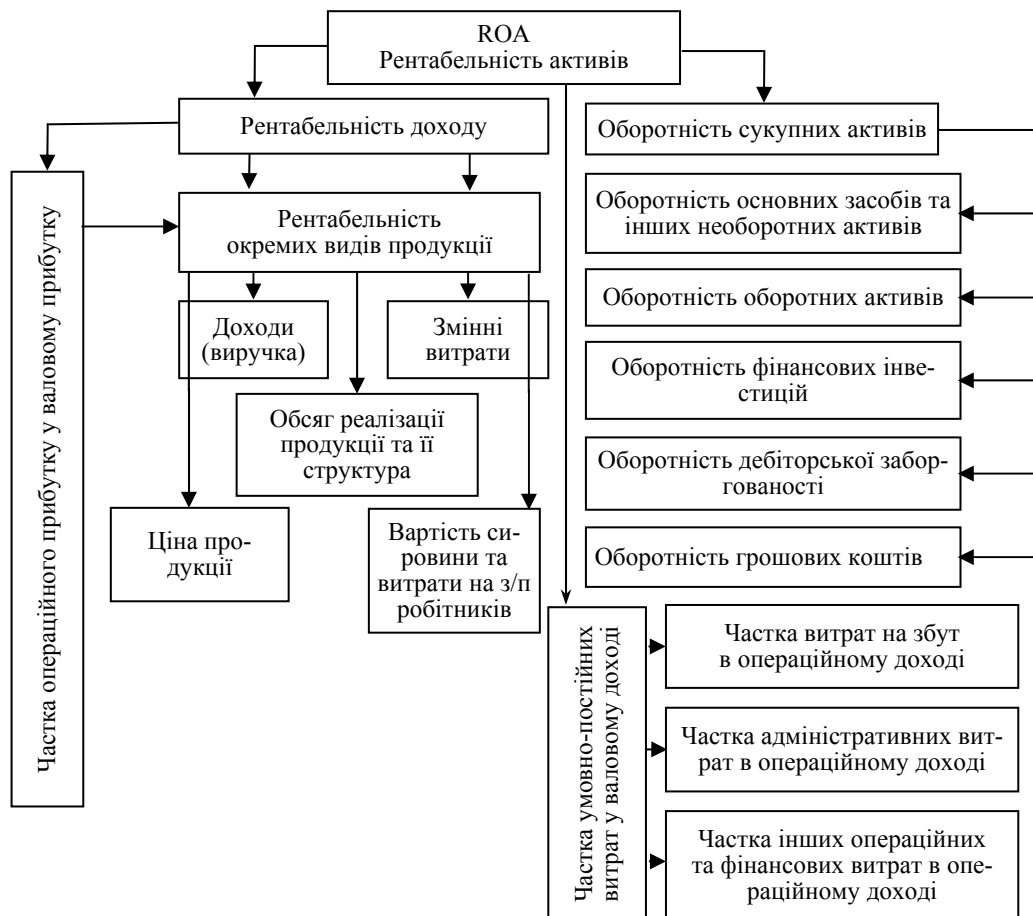 ROA
Рентабельність активів
Рентабельність доходу
Оборотність сукупних активів
Частка операційного прибутку у валовому прибутку
Рентабельність
окремих видів продукції
Оборотність основних засобів та
інших необоротних активів
Доходи
(виручка)
Змінні
витрати
Оборотність оборотних активів
Обсяг реалізації
продукції та її
структура
Оборотність фінансових інве-
стицій
Оборотність дебіторської забор-
гованості
Ціна про-
дукції
Вартість си-
ровини та
витрати на з/п
робітників
Оборотність грошових коштів
Частка умовно-постійних
витрат у валовому доході
Частка витрат на збут
в операційному доході
Частка адміністративних вит-
рат в операційному доході
Частка інших операційних
та фінансових витрат в опе-
раційному доході